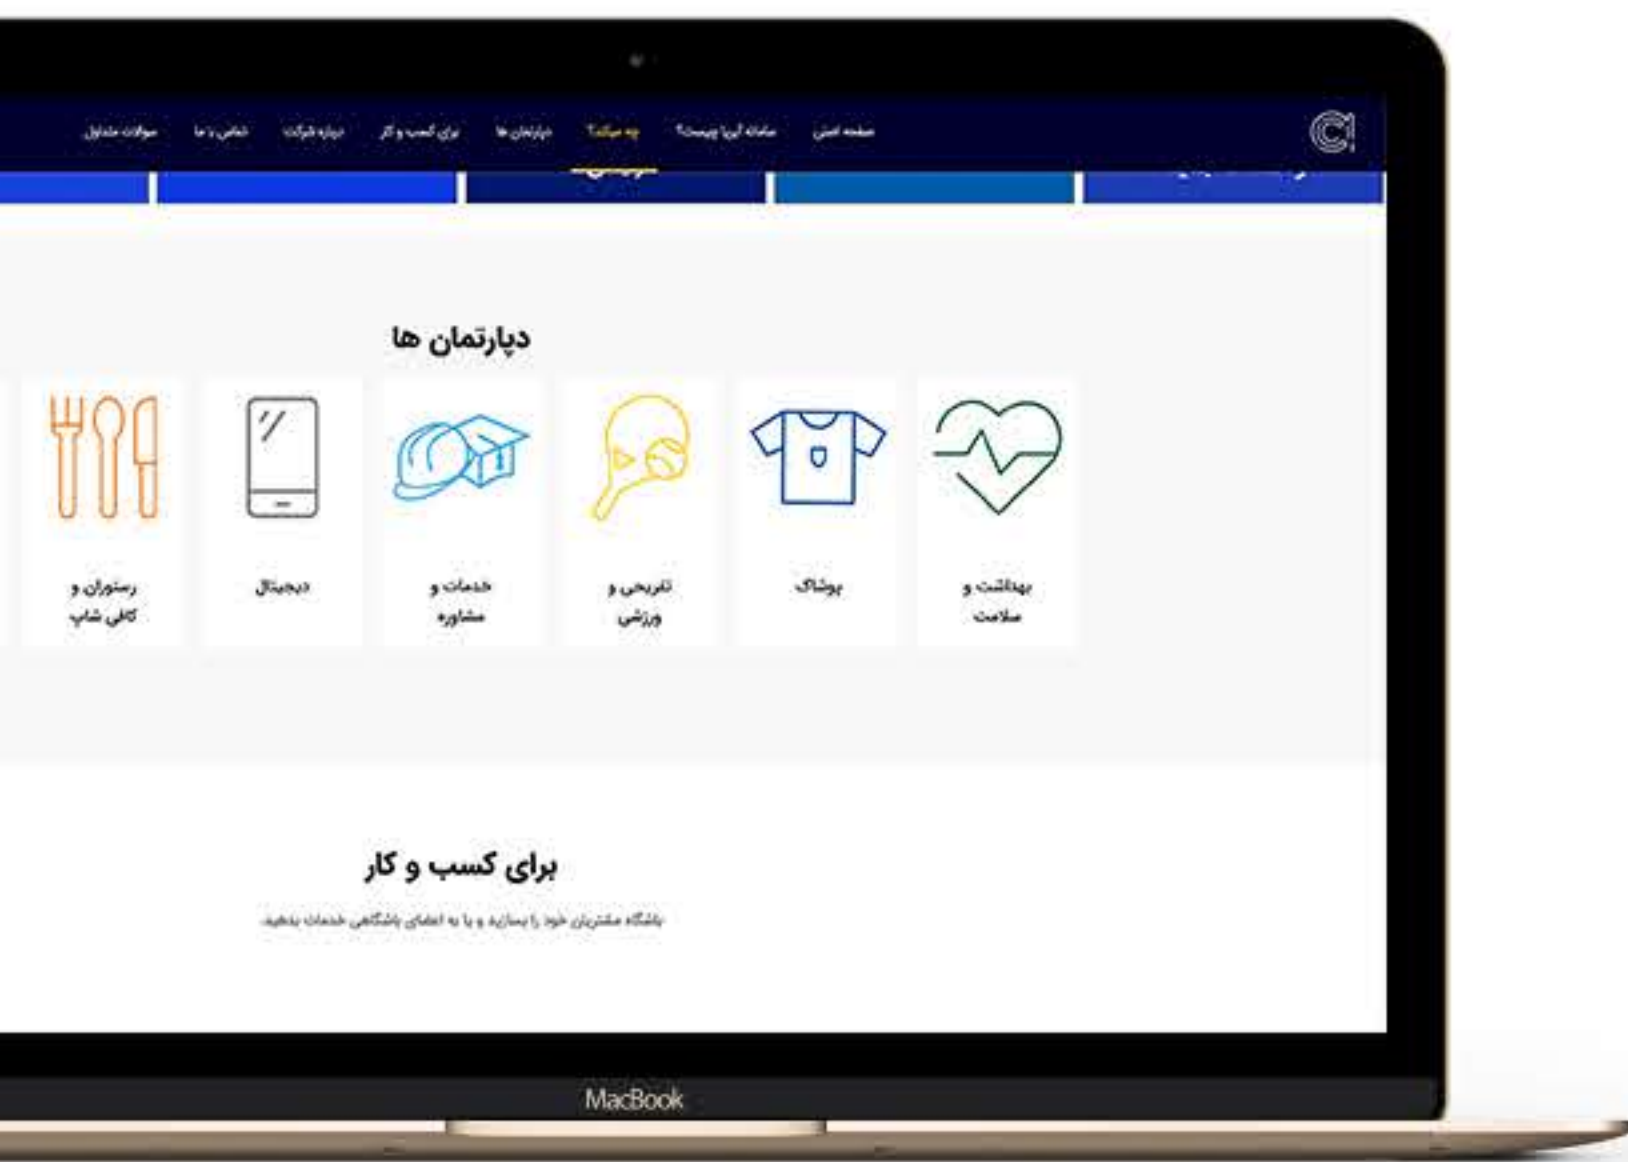 صفحه اصلی
سامانه آیریا چیست؟
چه میکند؟
دپارتمان ها
برای کسب و کار
درباره شرکت
تماس با ما
سوالات متداول
دپارتمان ها
بهداشت و
سلامت
پوشاک
تفریحی و
ورزشی
خدمات و
مشاوره
دیجیتال
رستوران و
کافی شاپ
برای کسب و کار
باشگاه مشتریان خود را بسازید و یا به اعضای باشگاهی خدمات بدهید.
MacBook